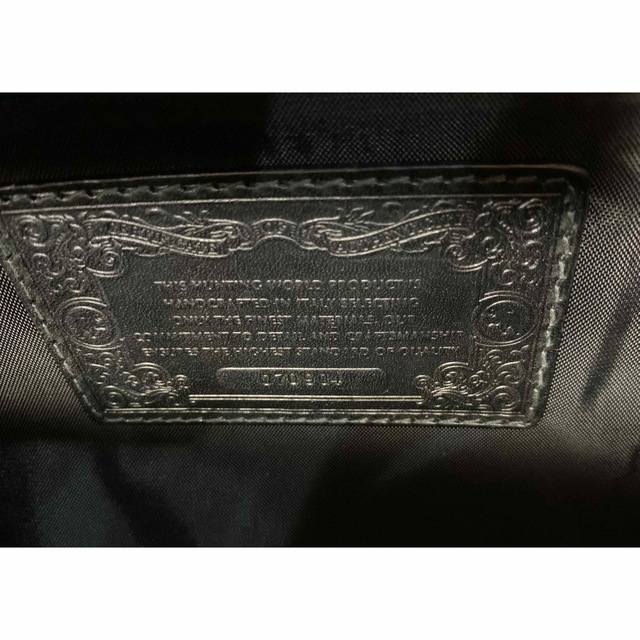 THIS HUNTING WORLD PRODUCT IS
HANDCRAFTED IN ITALY SELECTING
ONLY THE FINEST MATERIALS. OUR
COMMITMENT TO DETAIL AND CRAFTSMANSHIP
ENSURES THE HIGHEST STANDARD OF QUALITY
070904